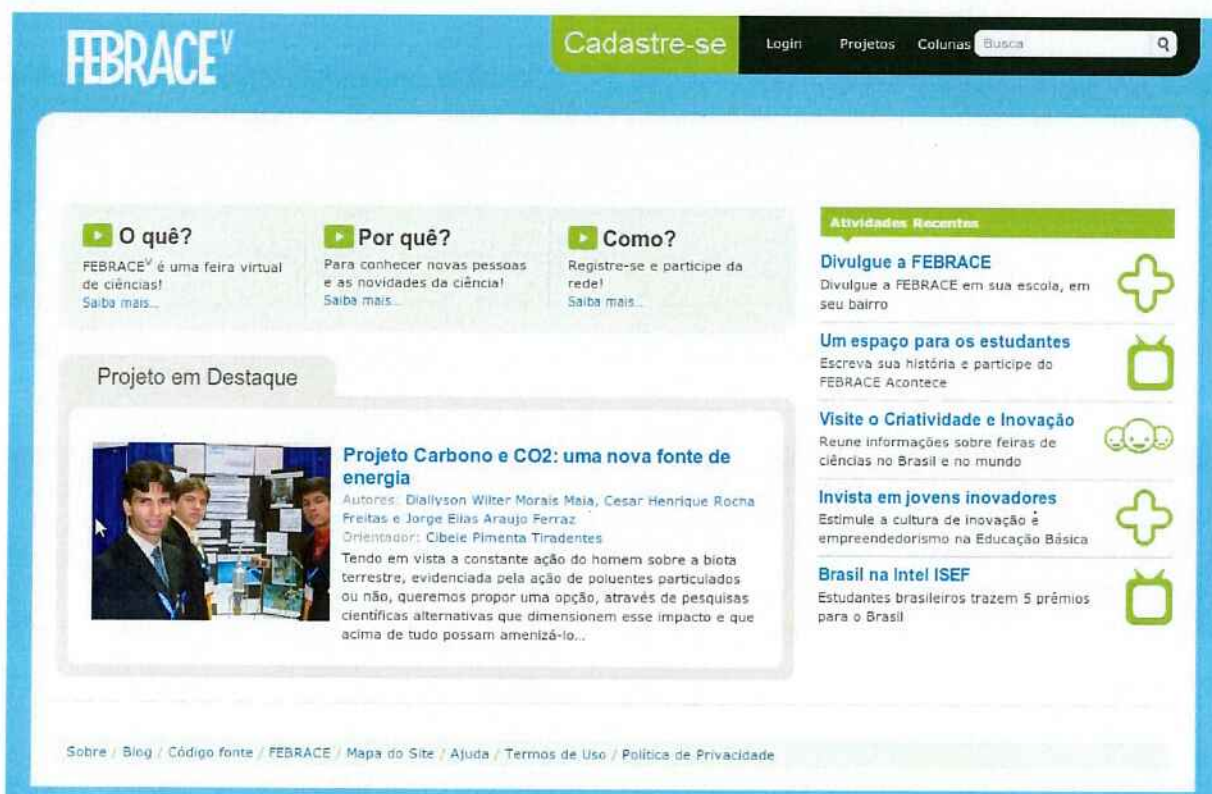 FEBRACE V
Cadastre-se
Login Projetos Colunas Busca
O quê?
FEBRACE V é uma feira virtual
de ciências!
Saiba mais...
Por quê?
Para conhecer novas pessoas
e as novidades da ciência!
Saiba mais...
Como?
Registre-se e participe da
rede!
Saiba mais...
Projeto em Destaque
Projeto Carbono e CO2: uma nova fonte de
energia
Autores: Diallyson Wilter Morais Maia, Cesar Henrique Rocha
Freitas e Jorge Elias Araujo Ferraz
Orientador: Cibele Pimenta Tiradentes
Tendo em vista a constante ação do homem sobre a biota
terrestre, evidenciada pela ação de poluentes particulados
ou não, queremos propor uma opção, através de pesquisas
científicas alternativas que dimensionem esse impacto e que
acima de tudo possam amenizá-lo...
Atividades Recentes
Divulgue a FEBRACE
Divulgue a FEBRACE em sua escola, em
seu bairro
Um espaço para os estudantes
Escreva sua história e participe do
FEBRACE Acontece
Visite o Criatividade e Inovação
Reune informações sobre feiras de
ciências no Brasil e no mundo
Invista em jovens inovadores
Estimule a cultura de inovação e
empreendedorismo na Educação Básica
Brasil na Intel ISEF
Estudantes brasileiros trazem 5 prêmios
para o Brasil
Sobre / Blog / Código fonte / FEBRACE / Mapa do Site / Ajuda / Termos de Uso / Política de Privacidade